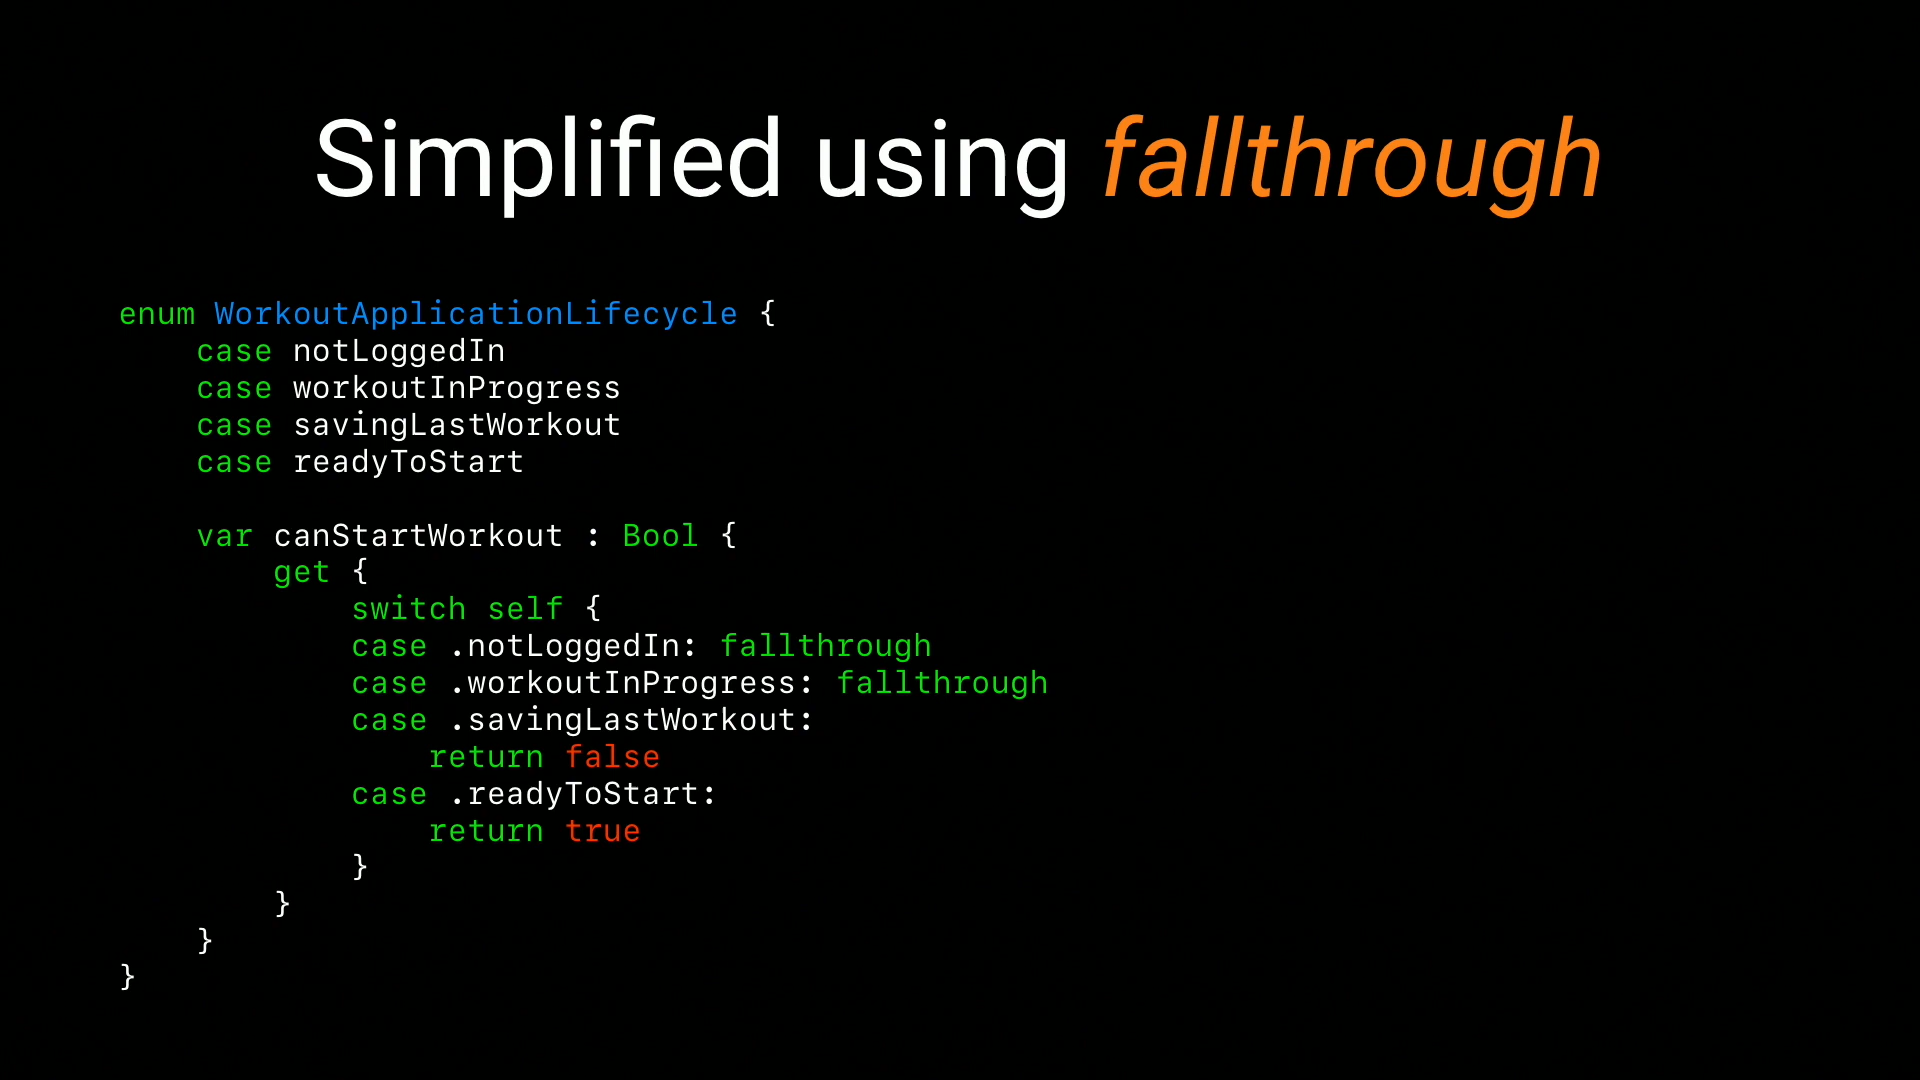 Simplified using fallthrough
enum WorkoutApplicationLifecycle {
    case notLoggedIn
    case workoutInProgress
    case savingLastWorkout
    case readyToStart

    var canStartWorkout : Bool {
        get {
            switch self {
            case .notLoggedIn: fallthrough
            case .workoutInProgress: fallthrough
            case .savingLastWorkout:
                return false
            case .readyToStart:
                return true
            }
        }
    }
}